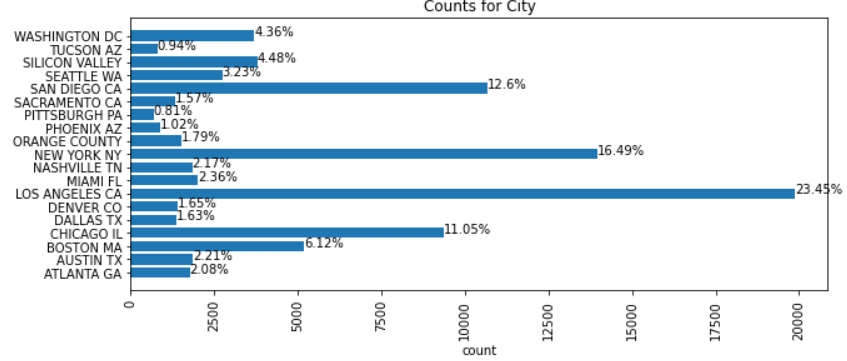 Counts for City
WASHINGTON DC 4.36%
TUCSON AZ 0.94%
SILICON VALLEY 4.48%
SEATTLE WA 3.23%
SAN DIEGO CA 12.6%
SACRAMENTO CA 1.57%
PITTSBURGH PA 0.81%
PHOENIX AZ 1.02%
ORANGE COUNTY 1.79%
NEW YORK NY 16.49%
NASHVILLE TN 2.17%
MIAMI FL 2.36%
LOS ANGELES CA 23.45%
DENVER CO 1.65%
DALLAS TX 1.63%
CHICAGO IL 11.05%
BOSTON MA 6.12%
AUSTIN TX 2.21%
ATLANTA GA 2.08%
0 2500 5000 7500 10000 12500 15000 17500 20000
count